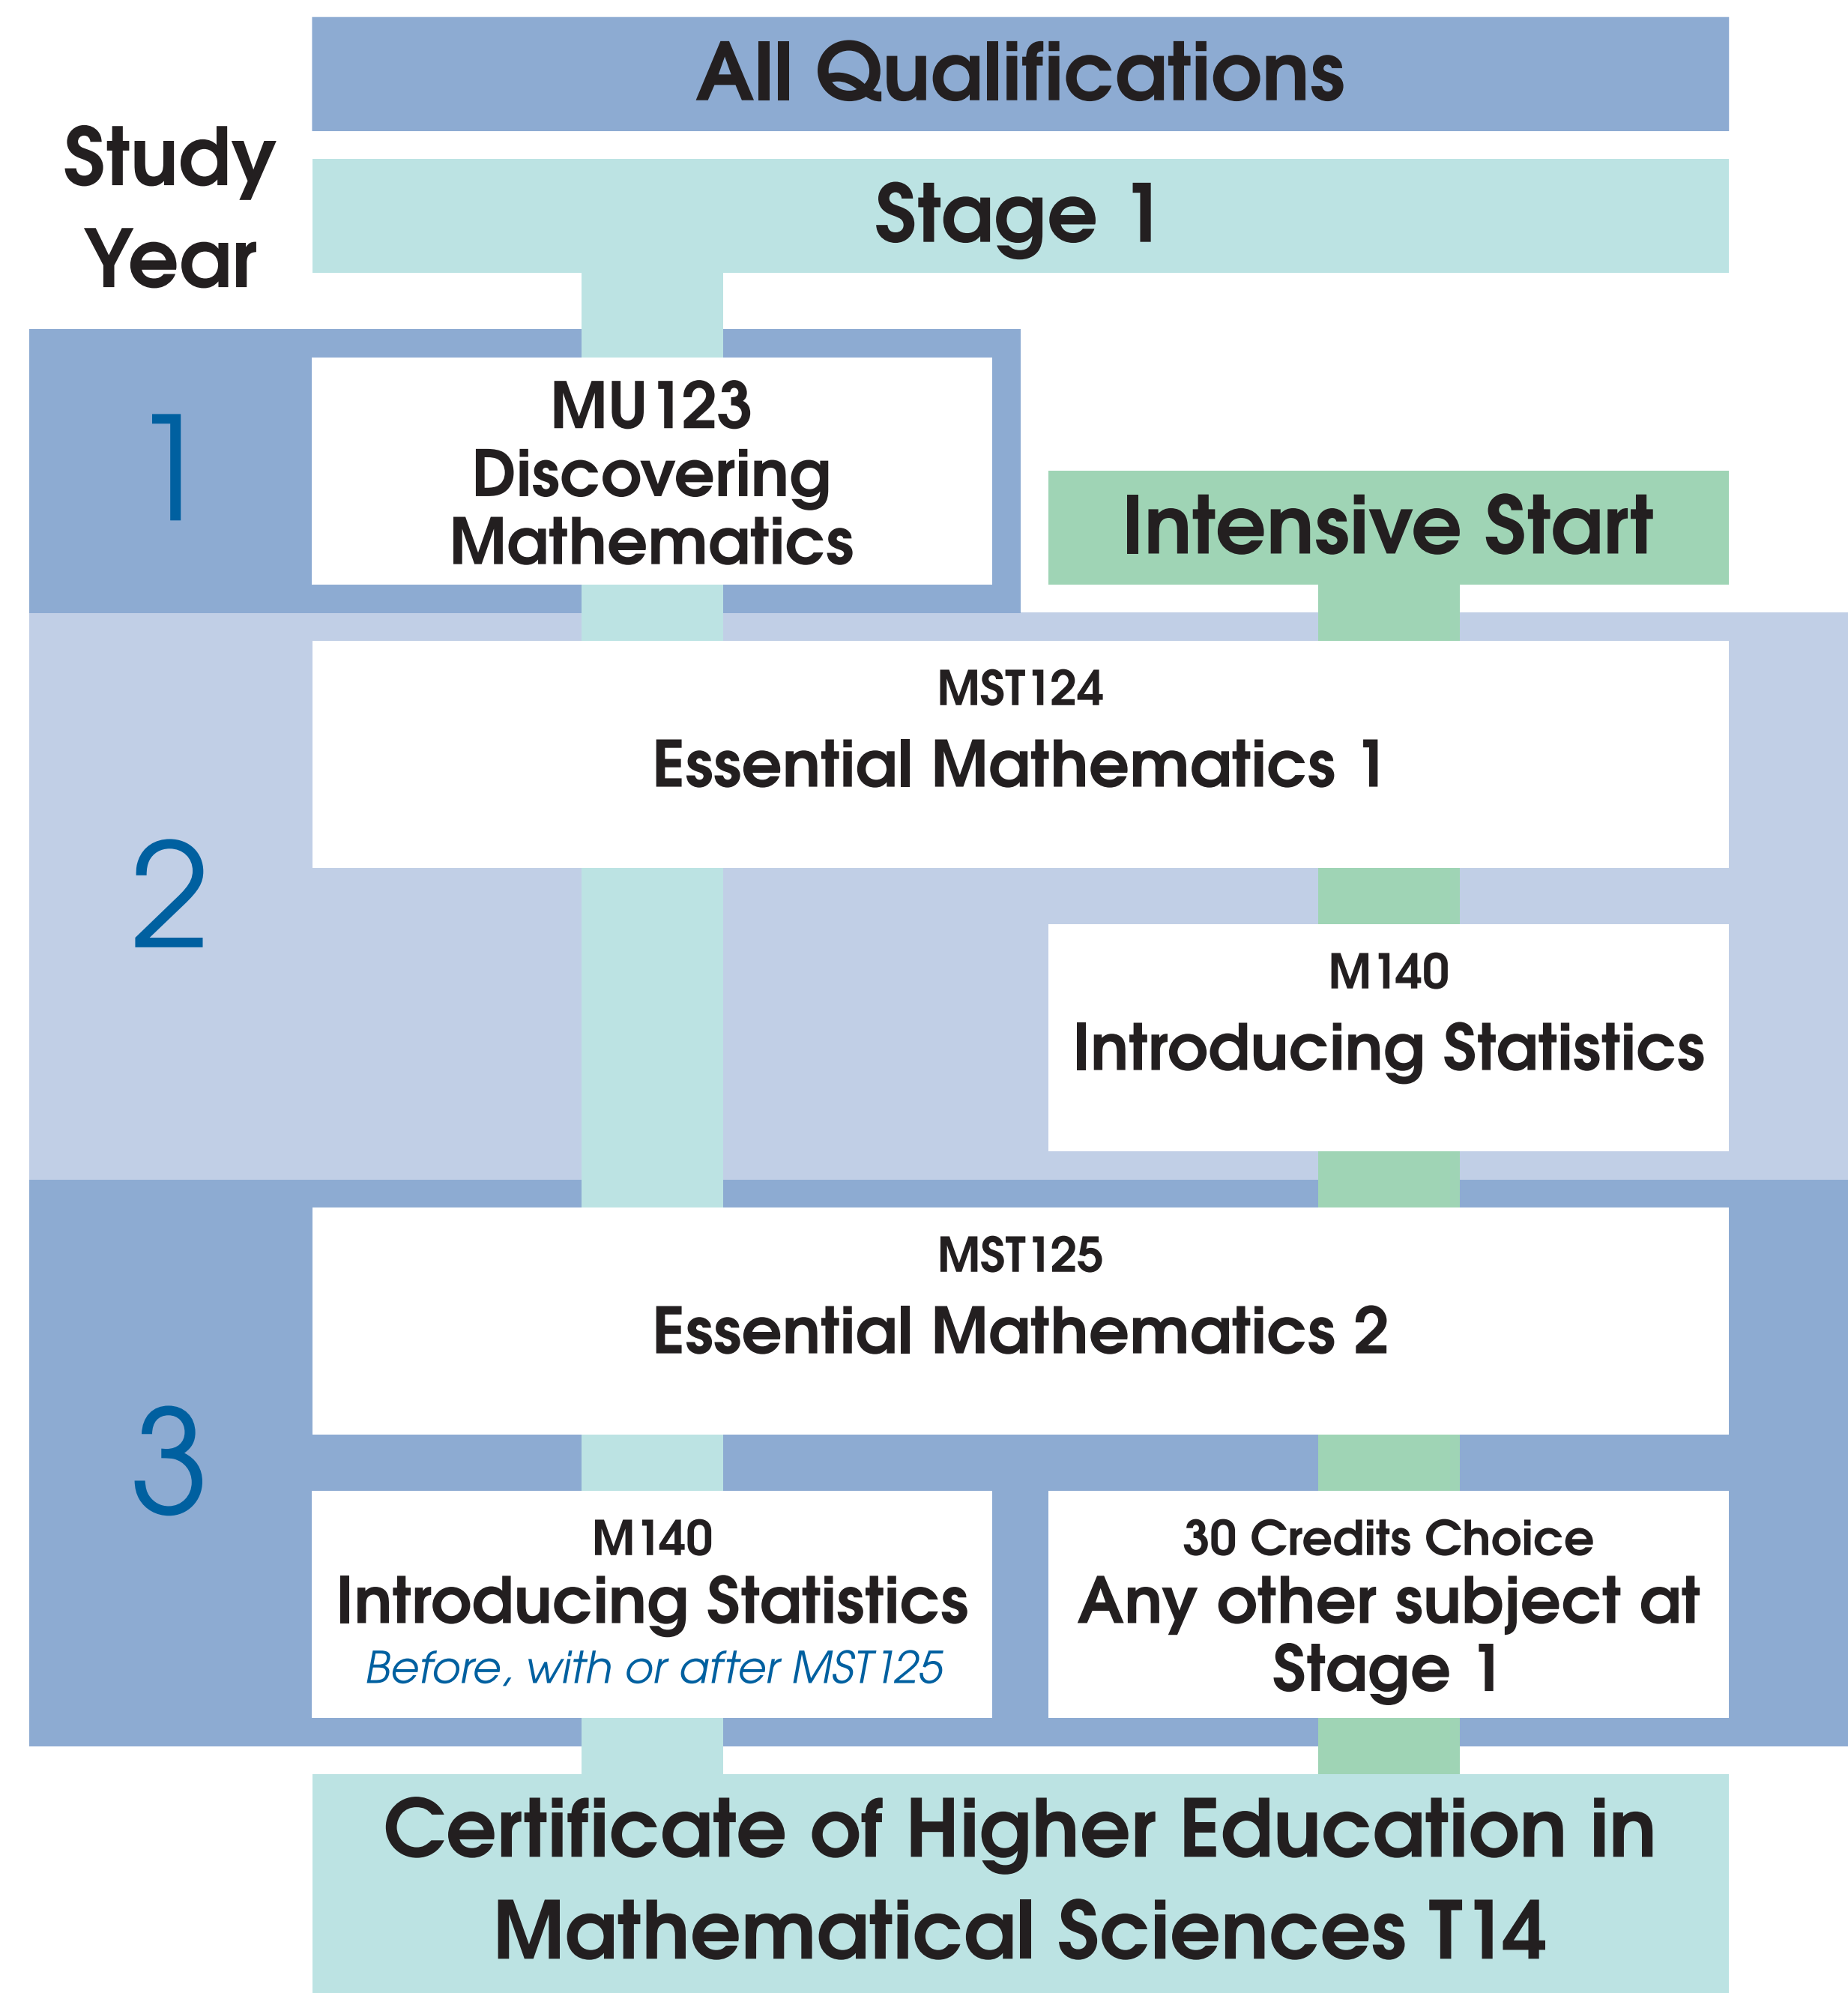 All Qualifications
Study
Year
Stage 1
1
MU123
Discovering
Mathematics
Intensive Start
2
MST124
Essential Mathematics 1
M140
Introducing Statistics
3
MST125
Essential Mathematics 2
M140
Introducing Statistics
Before, with or after MST125
30 Credits Choice
Any other subject at
Stage 1
Certificate of Higher Education in
Mathematical Sciences T14